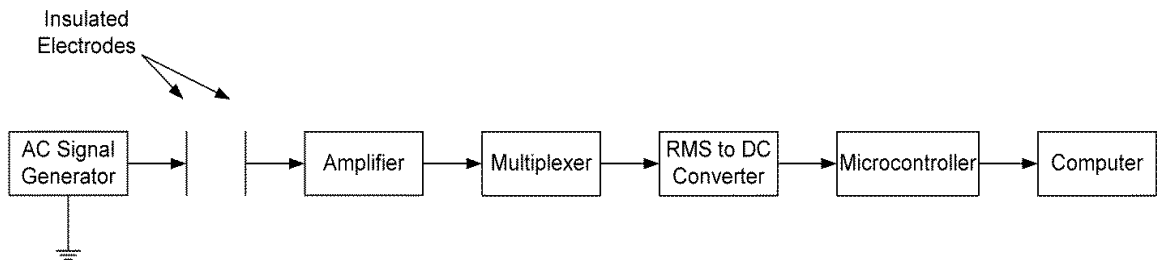 Insulated
Electrodes
AC Signal
Generator
Amplifier
Multiplexer
RMS to DC
Converter
Microcontroller
Computer